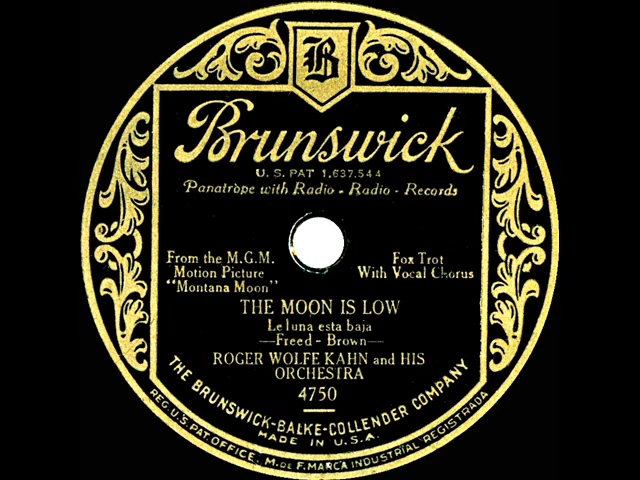 B
Brunswick
U.S. PAT 1,637,544
Panatrope with Radio - Radio - Records
From the M.G.M.
Motion Picture
"Montana Moon"
Fox Trot
With Vocal Chorus
THE MOON IS LOW
Le luna esta baja
—Freed - Brown—
ROGER WOLFE KAHN and HIS
ORCHESTRA
4750
THE BRUNSWICK-BALKE-COLLENDER COMPANY
MADE IN U.S.A.
REG. U.S. PAT. OFFICE. M. DE F. MARCA INDUSTRIAL REGISTRADA